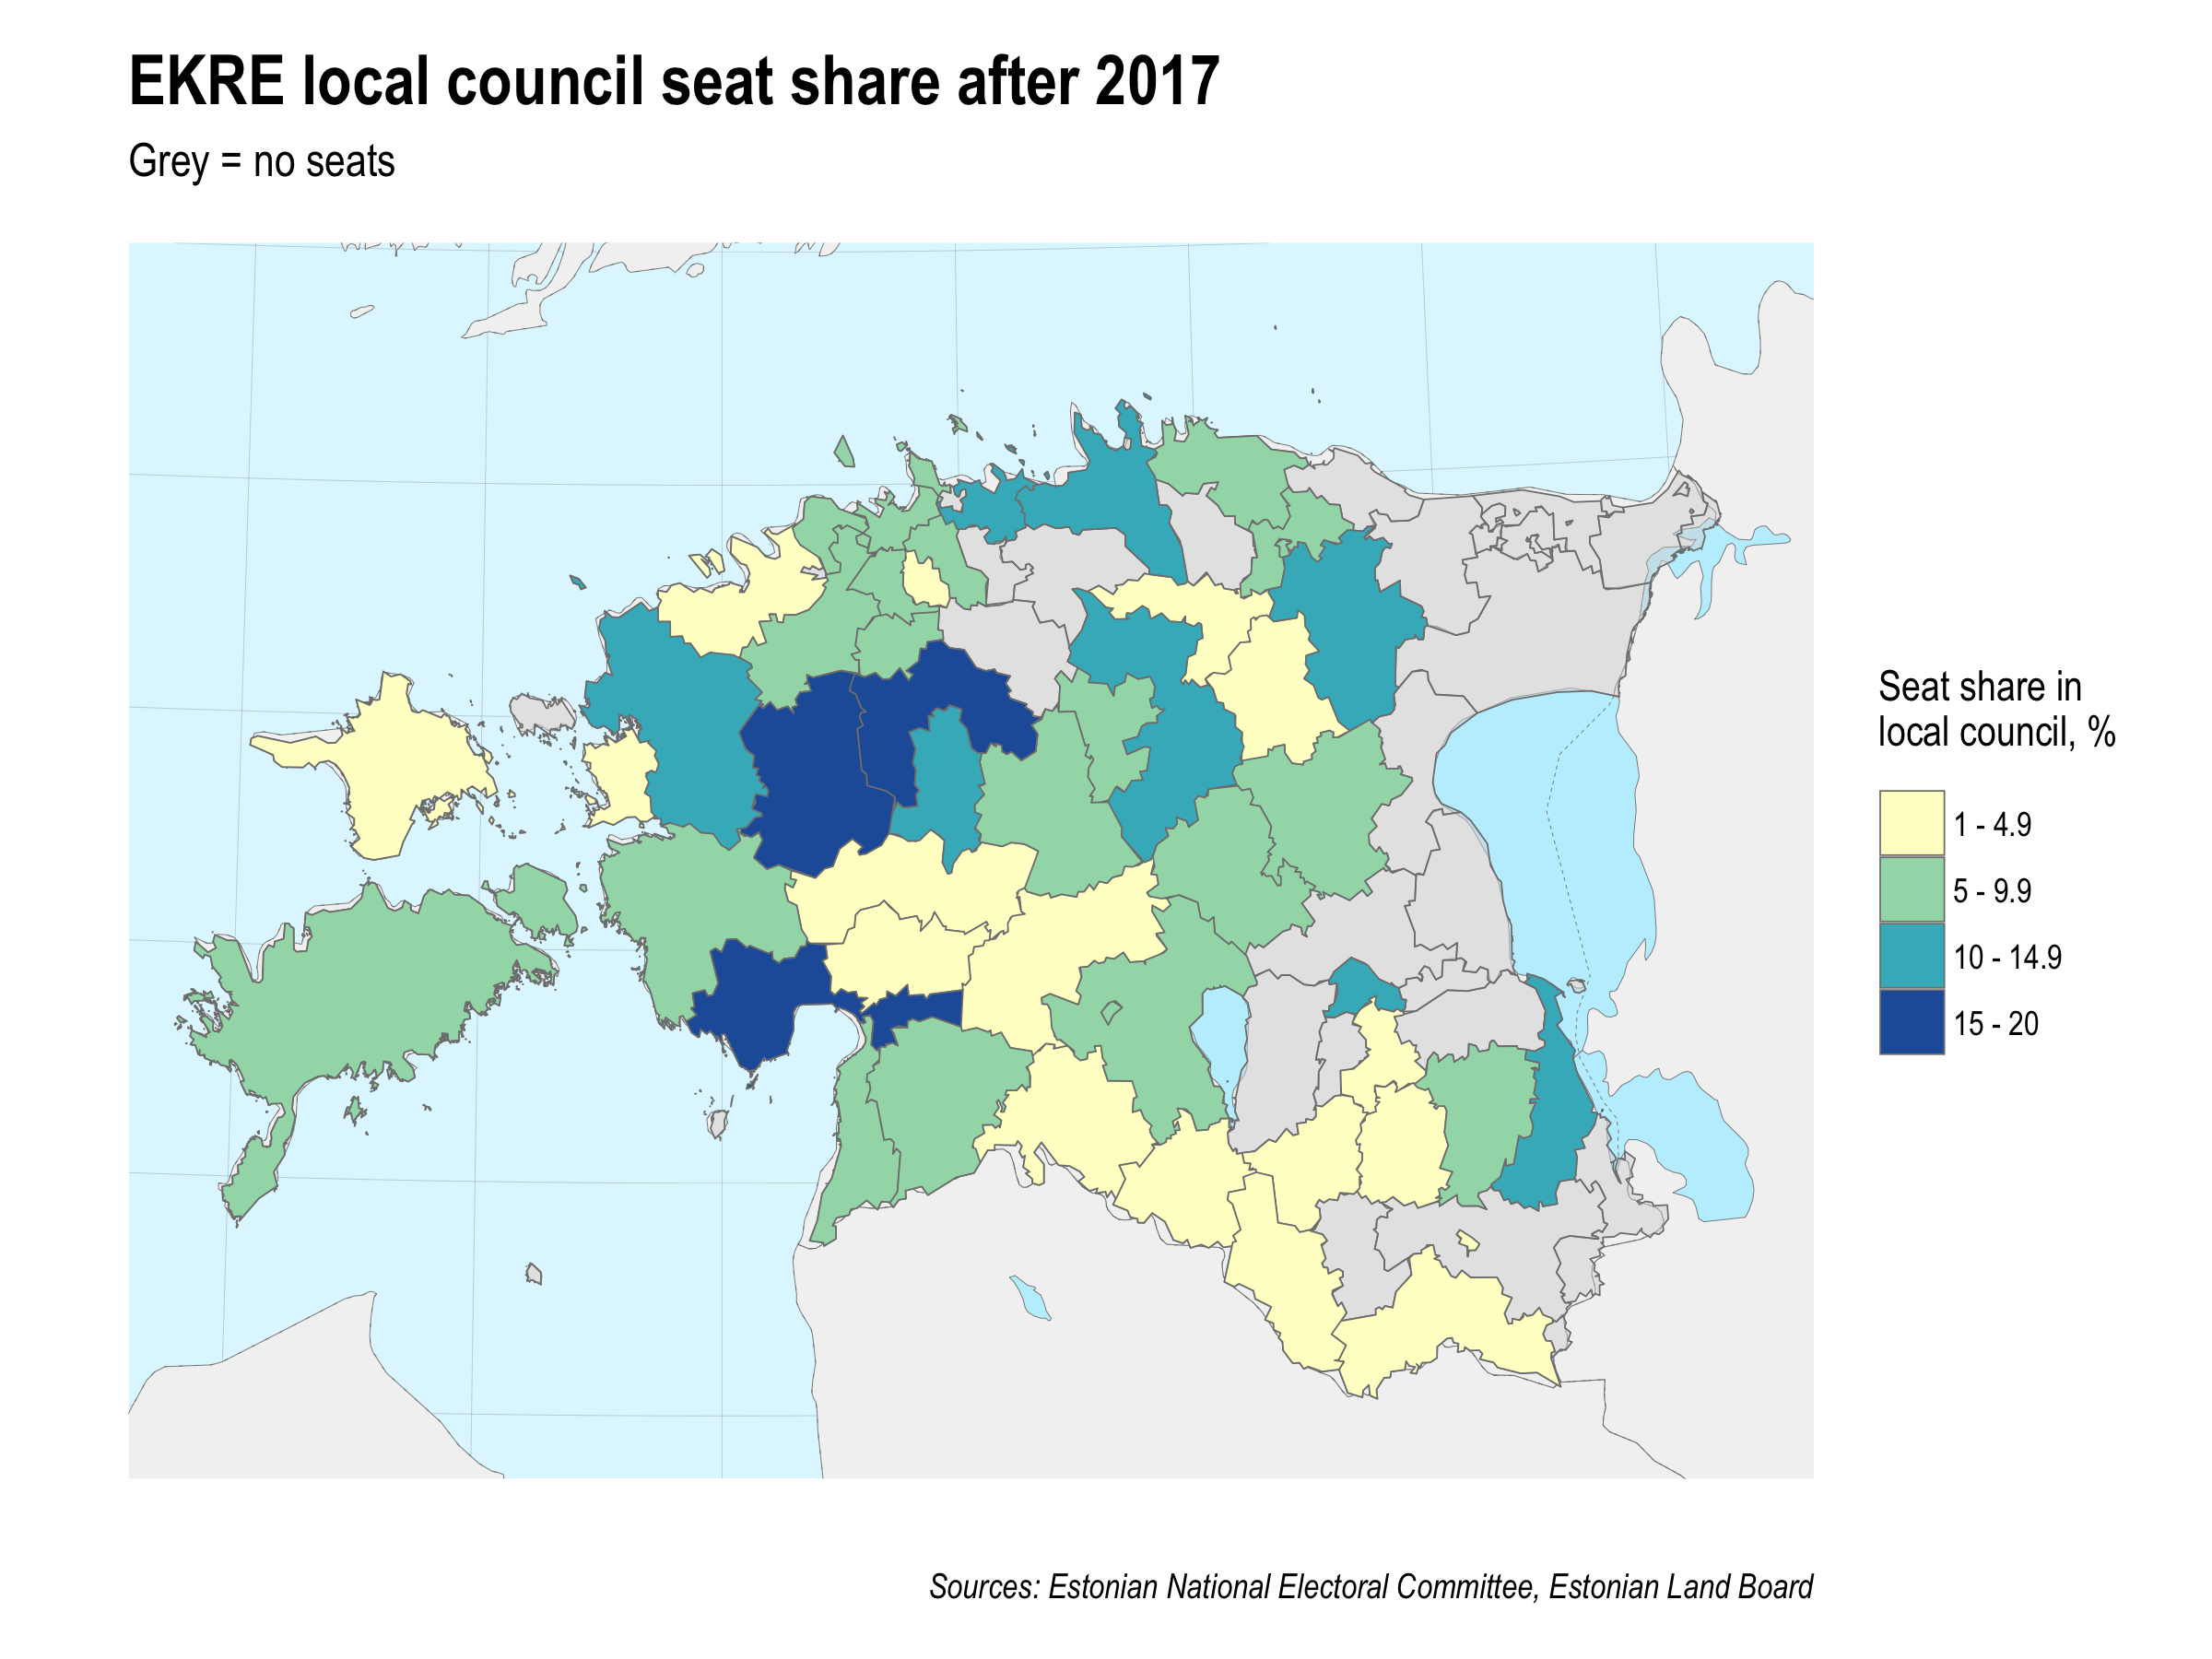 EKRE local council seat share after 2017
Grey = no seats
Seat share in
local council, %
1 - 4.9
5 - 9.9
10 - 14.9
15 - 20
Sources: Estonian National Electoral Committee, Estonian Land Board